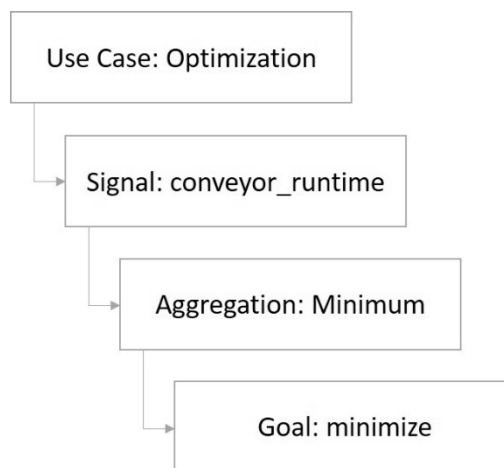 Use Case: Optimization
Signal: conveyor_runtime
Aggregation: Minimum
Goal: minimize